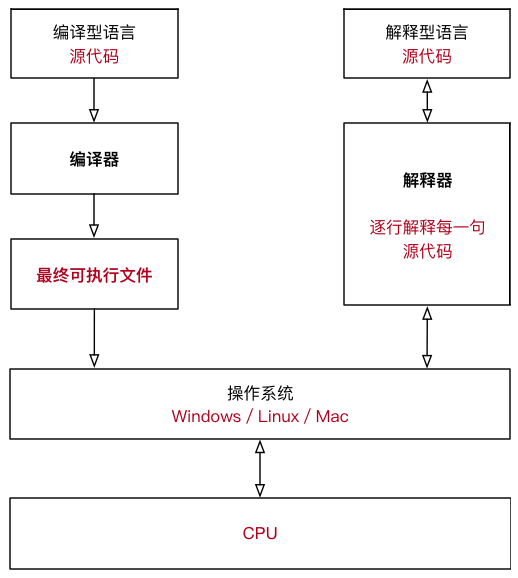 编译型语言
源代码
编译器
最终可执行文件
解释型语言
源代码
解释器
逐行解释每一句
源代码
操作系统
Windows / Linux / Mac
CPU